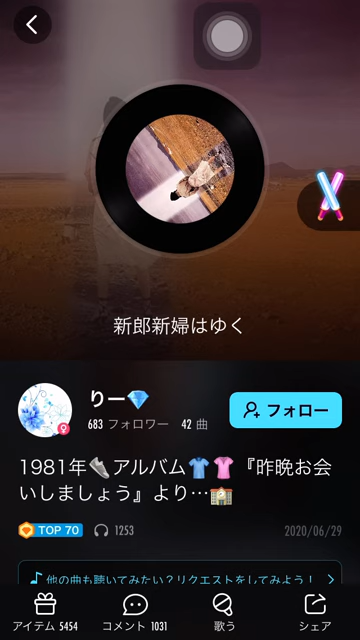 新郎新婦はゆく
りー💎
683 フォロワー 42 曲
フォロー
1981年👟アルバム👕👚『昨晩お会
いしましょう』より…🏫
TOP 70 1253 2020/06/29
他の曲も聴いてみたい？リクエストをしてみよう！
アイテム 5454 コメント 1031 歌う シェア